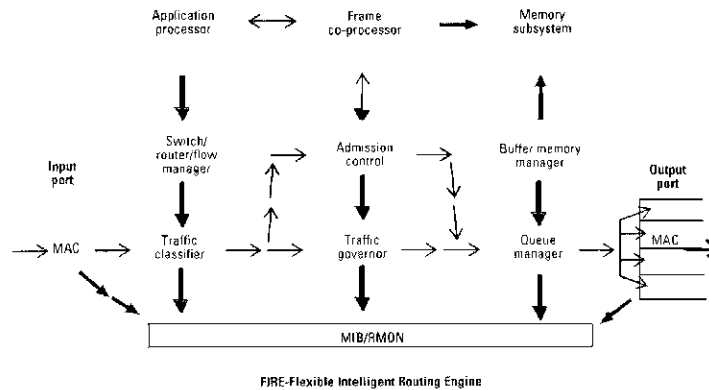 Application
processor
Frame
co-processor
Memory
subsystem
Switch/
router/flow
manager
Admission
control
Buffer memory
manager
Input
port
Output
port
MAC
Traffic
classifier
Traffic
governor
Queue
manager
MAC
MIB/RMON
FIRE-Flexible Intelligent Routing Engine